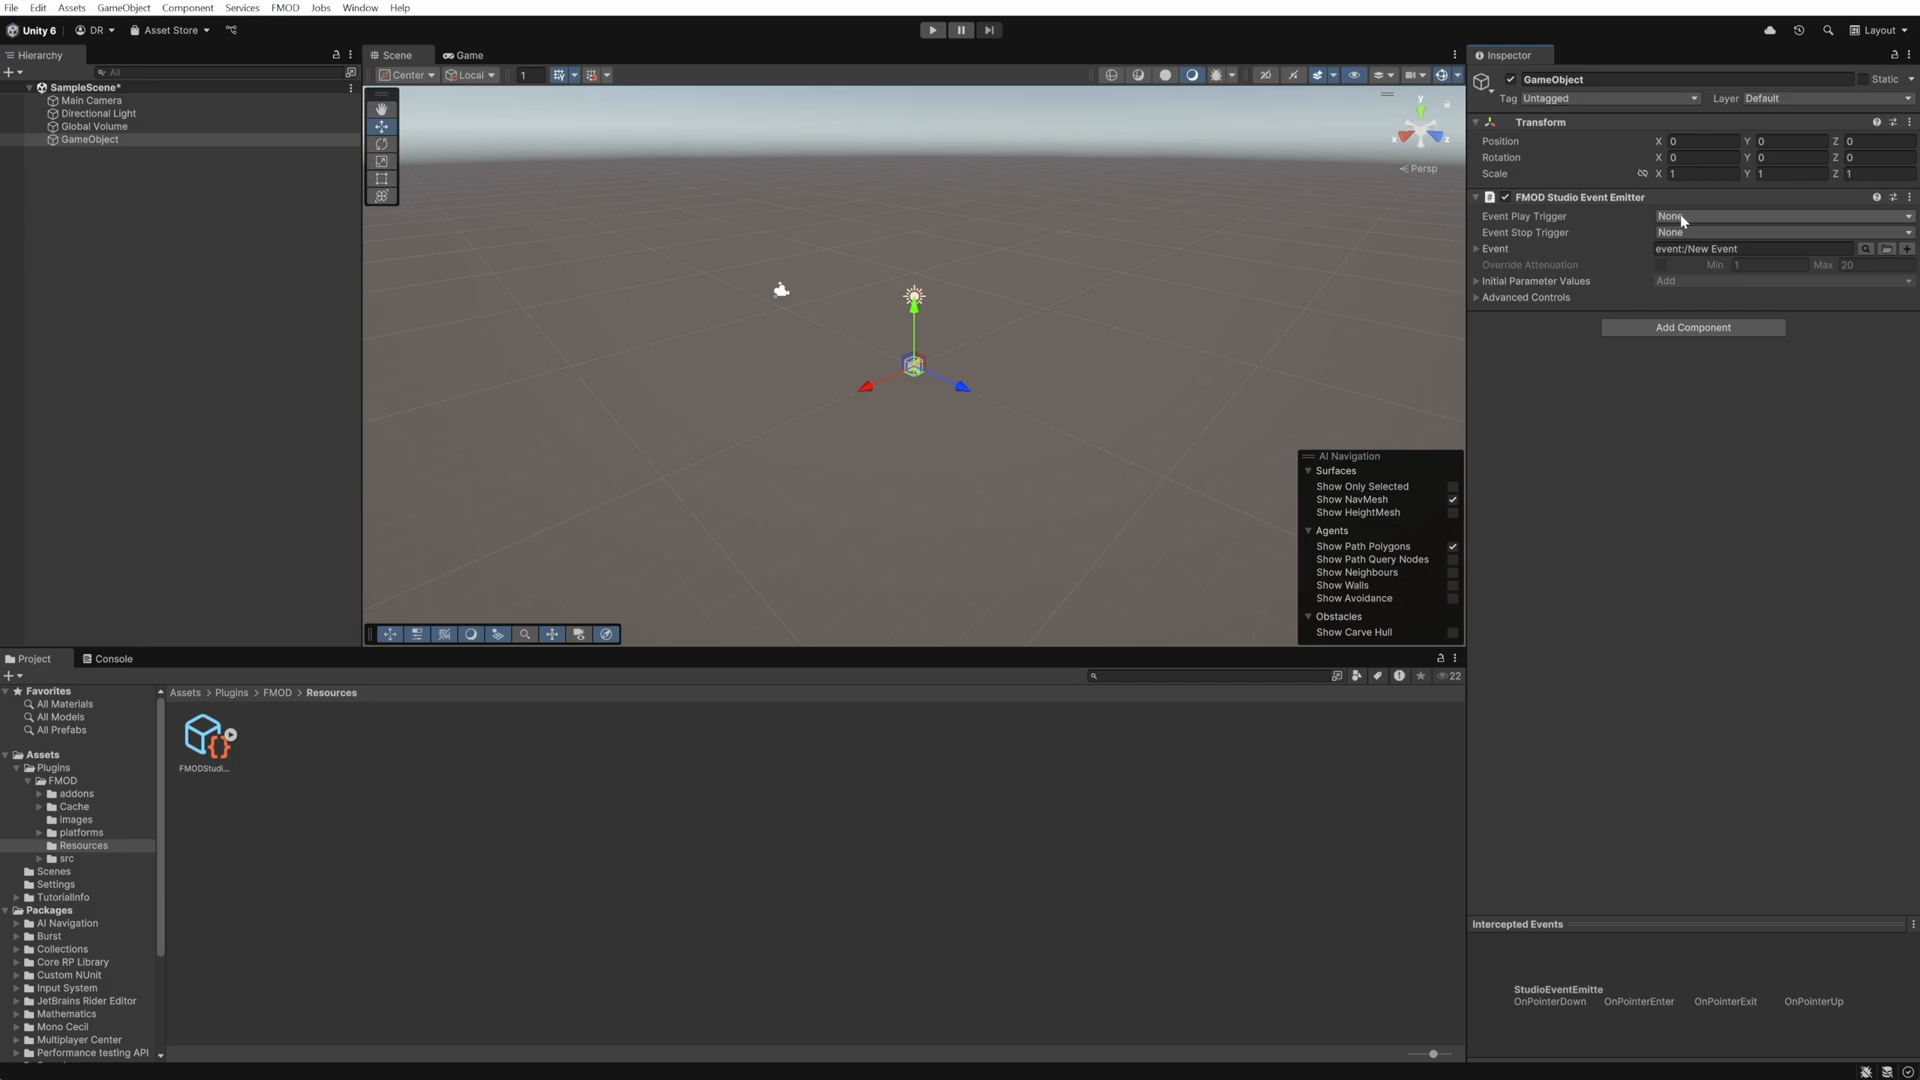 File Edit Assets GameObject Component Services FMOD Jobs Window Help
Unity 6 DR Asset Store Layout
Hierarchy
All
SampleScene*
Main Camera
Directional Light
Global Volume
GameObject
Scene Game
Center Local 1
y
x z
Persp
AI Navigation
Surfaces
Show Only Selected
Show NavMesh
Show HeightMesh
Agents
Show Path Polygons
Show Path Query Nodes
Show Neighbours
Show Walls
Show Avoidance
Obstacles
Show Carve Hull
Inspector
GameObject Static
Tag Untagged Layer Default
Transform
Position X 0 Y 0 Z 0
Rotation X 0 Y 0 Z 0
Scale X 1 Y 1 Z 1
FMOD Studio Event Emitter
Event Play Trigger None
Event Stop Trigger None
Event event:/New Event
Override Attenuation Min 1 Max 20
Initial Parameter Values Add
Advanced Controls
Add Component
Intercepted Events
StudioEventEmitte
OnPointerDown OnPointerEnter OnPointerExit OnPointerUp
Project Console
22
Favorites
All Materials
All Models
All Prefabs
Assets
Plugins
FMOD
addons
Cache
images
platforms
Resources
src
Scenes
Settings
TutorialInfo
Packages
AI Navigation
Burst
Collections
Core RP Library
Custom NUnit
Input System
JetBrains Rider Editor
Mathematics
Mono Cecil
Multiplayer Center
Performance testing API
Assets > Plugins > FMOD > Resources
FMODStudi...